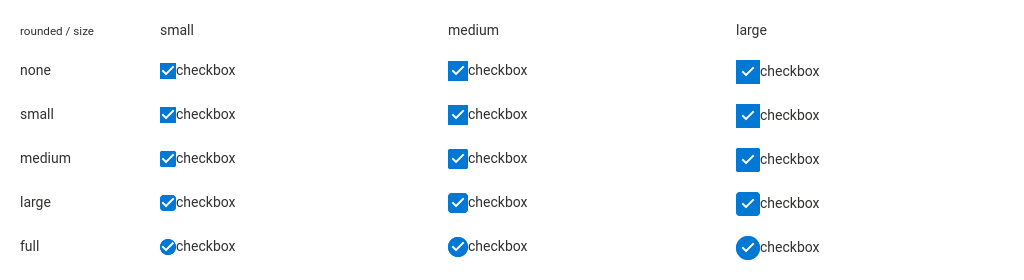 rounded / size small medium large
none checkbox checkbox checkbox
small checkbox checkbox checkbox
medium checkbox checkbox checkbox
large checkbox checkbox checkbox
full checkbox checkbox checkbox